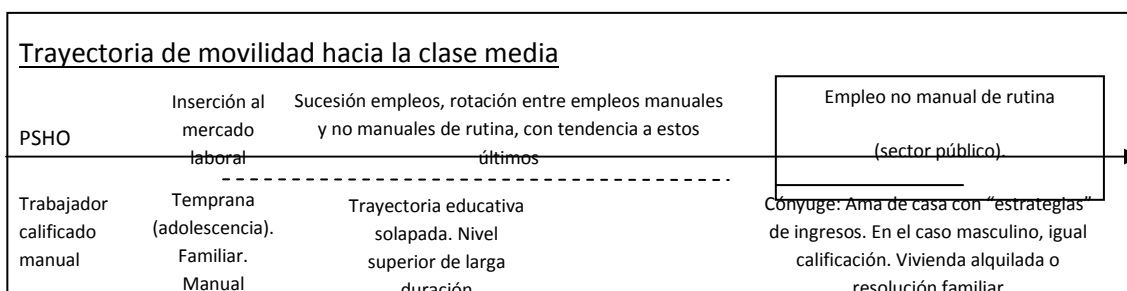 Trayectoria de movilidad hacia la clase media
PSHO
Inserción al
mercado
laboral
Sucesión empleos, rotación entre empleos manuales
y no manuales de rutina, con tendencia a estos
últimos
Empleo no manual de rutina
(sector público).
Trabajador
calificado
manual
Temprana
(adolescencia).
Familiar.
Manual
Trayectoria educativa
solapada. Nivel
superior de larga
duración
Cónyuge: Ama de casa con “estrategias”
de ingresos. En el caso masculino, igual
calificación. Vivienda alquilada o
resolución familiar